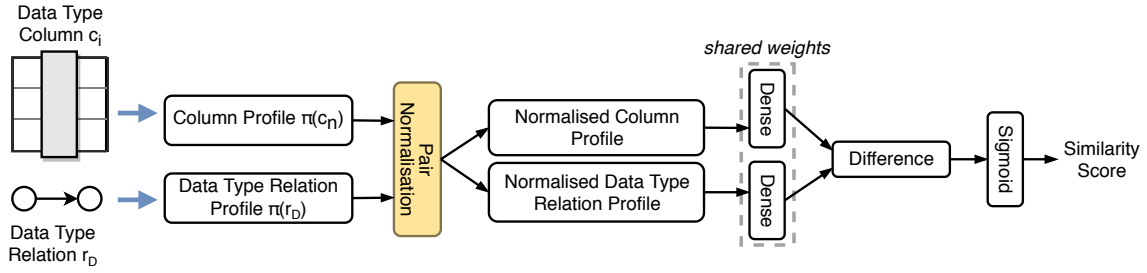 Data Type
Column c_i
Column Profile π(c_n)
Data Type Relation
Profile π(r_D)
Data Type
Relation r_D
Pair
Normalisation
Normalised Column
Profile
Normalised Data Type
Relation Profile
shared weights
Dense
Dense
Difference
Sigmoid
Similarity
Score